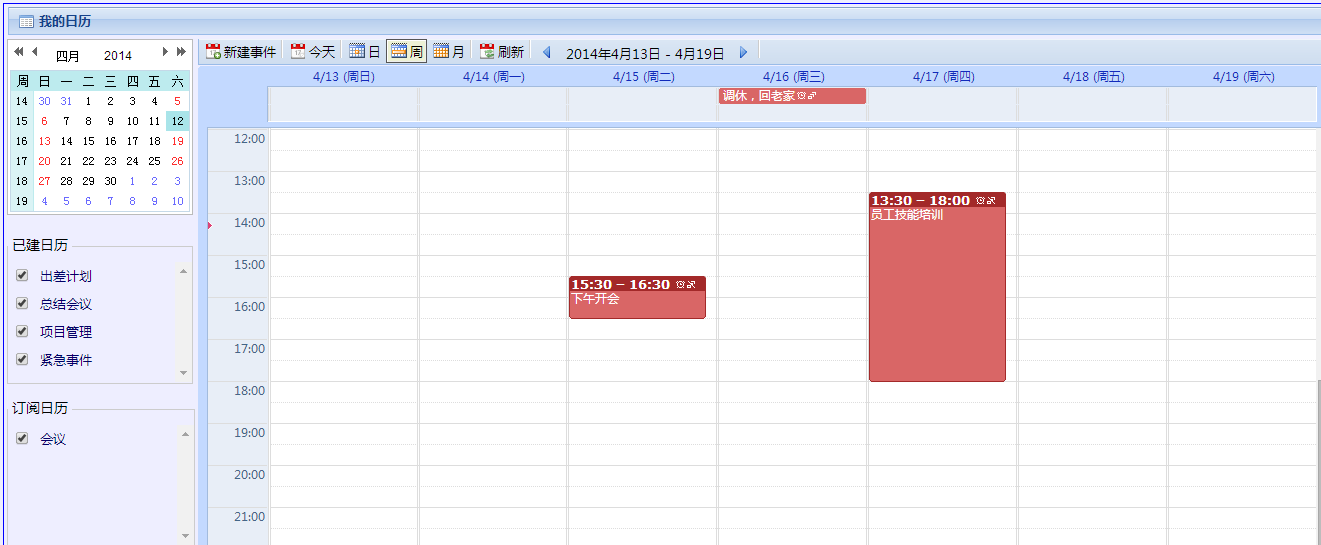 我的日历
四月 2014
周 日 一 二 三 四 五 六
14 30 31 1 2 3 4 5
15 6 7 8 9 10 11 12
16 13 14 15 16 17 18 19
17 20 21 22 23 24 25 26
18 27 28 29 30 1 2 3
19 4 5 6 7 8 9 10
已建日历
出差计划
总结会议
项目管理
紧急事件
订阅日历
会议
新建事件 今天 日 周 月 刷新 2014年4月13日 - 4月19日
4/13 (周日) 4/14 (周一) 4/15 (周二) 4/16 (周三) 4/17 (周四) 4/18 (周五) 4/19 (周六)
调休，回老家
12:00
13:00
13:30 – 18:00
员工技能培训
14:00
15:00
15:30 – 16:30
下午开会
16:00
17:00
18:00
19:00
20:00
21:00